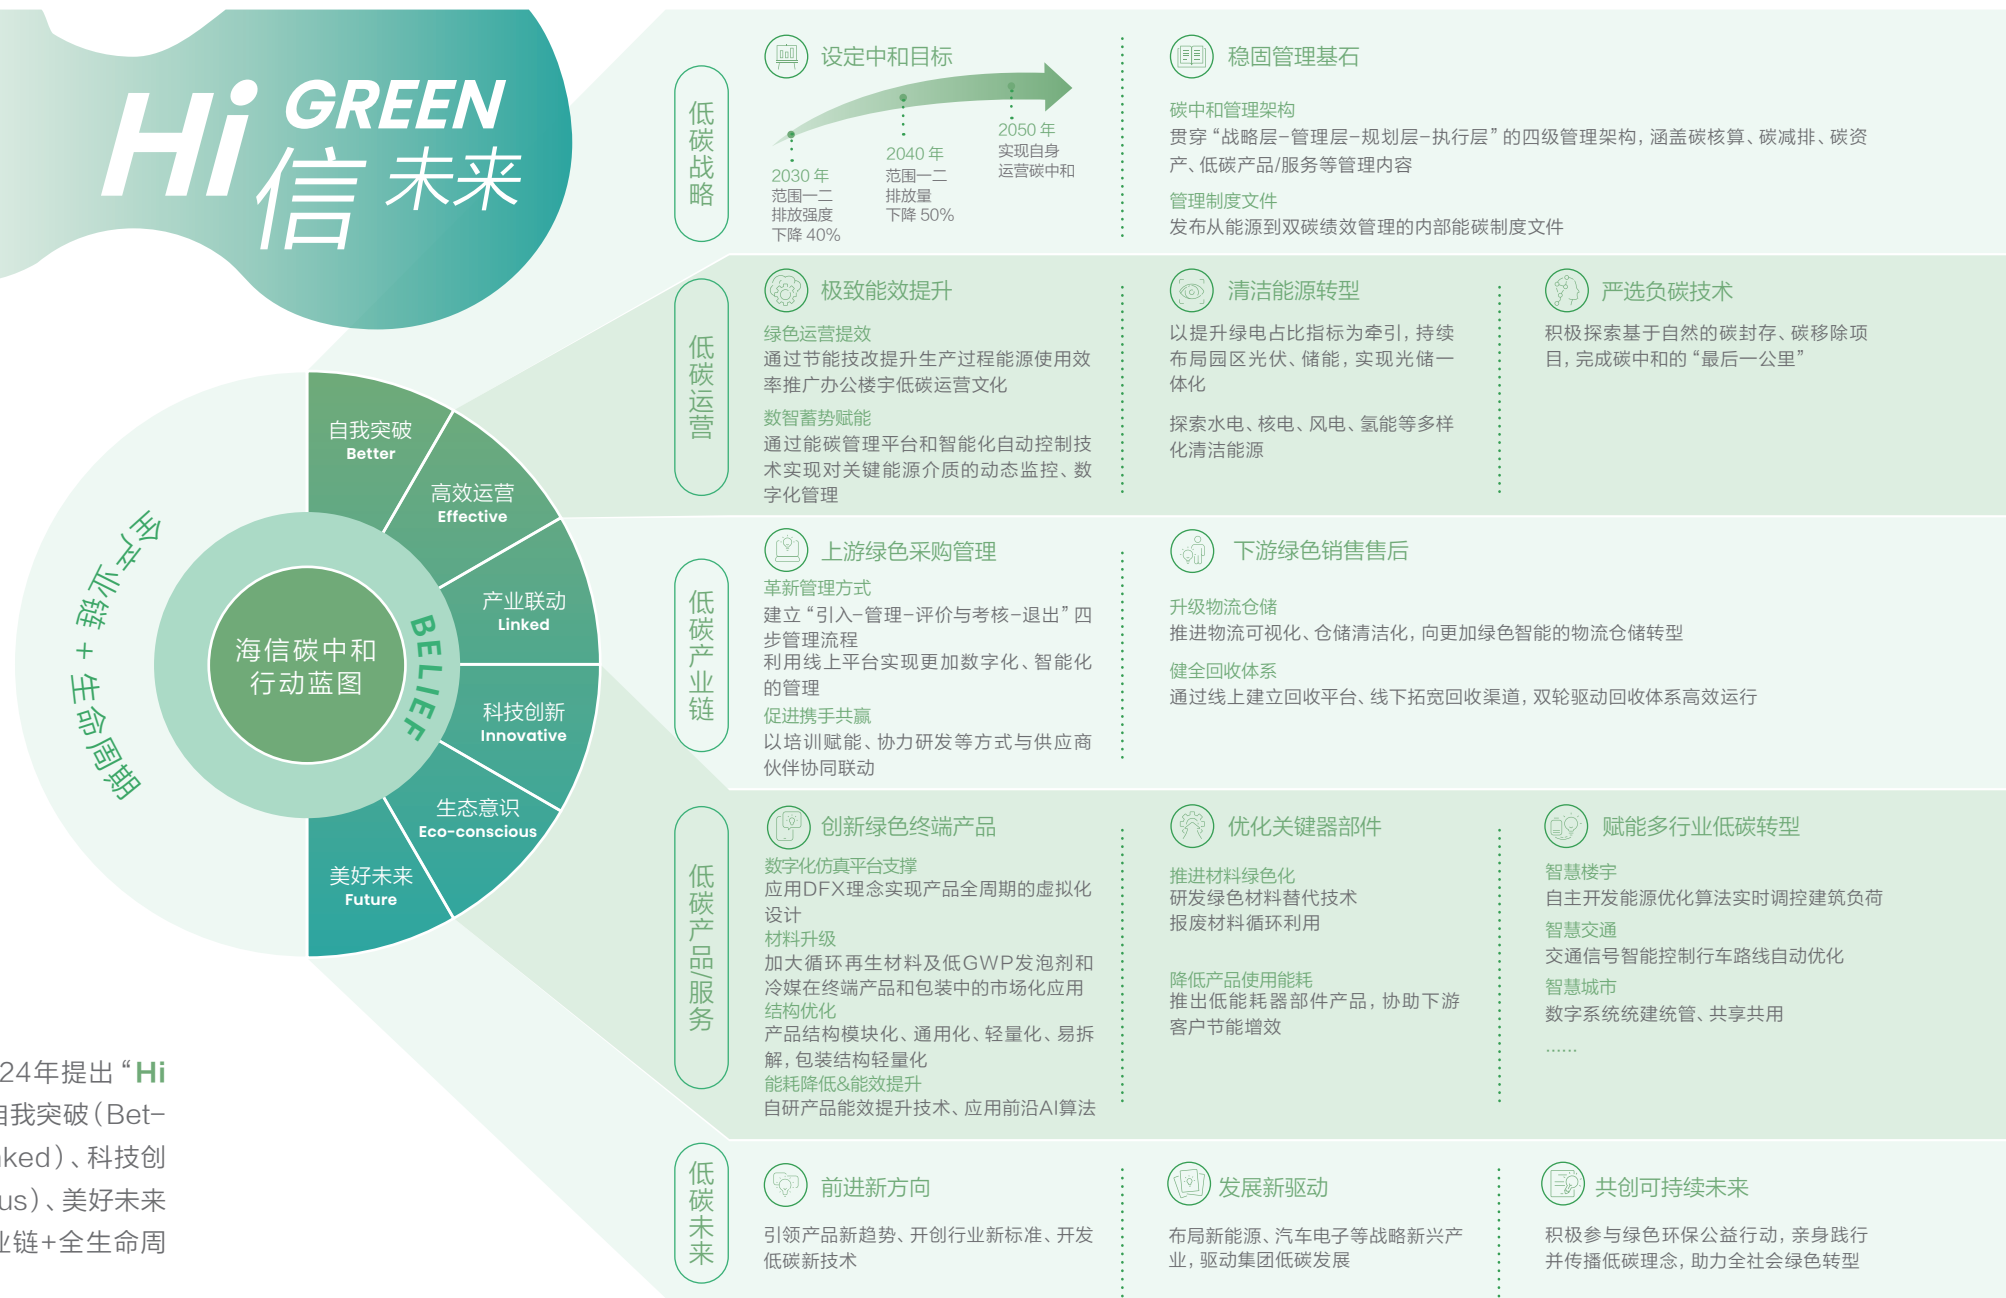 Hi GREEN
信 未来
全产业链 + 生命周期
海信碳中和
行动蓝图
BELIEF
自我突破
Better
高效运营
Effective
产业联动
Linked
科技创新
Innovative
生态意识
Eco-conscious
美好未来
Future
24年提出“Hi
自我突破（Bet–
ked）、科技创
us）、美好未来
业链+全生命周
低碳战略
设定中和目标
2030 年
范围一二
排放强度
下降 40%
2040 年
范围一二
排放量
下降 50%
2050 年
实现自身
运营碳中和
稳固管理基石
碳中和管理架构
贯穿“战略层–管理层–规划层–执行层”的四级管理架构，涵盖碳核算、碳减排、碳资
产、低碳产品/服务等管理内容
管理制度文件
发布从能源到双碳绩效管理的内部能碳制度文件
低碳运营
极致能效提升
绿色运营提效
通过节能技改提升生产过程能源使用效
率推广办公楼宇低碳运营文化
数智蓄势赋能
通过能碳管理平台和智能化自动控制技
术实现对关键能源介质的动态监控、数
字化管理
清洁能源转型
以提升绿电占比指标为牵引，持续
布局园区光伏、储能，实现光储一
体化
探索水电、核电、风电、氢能等多样
化清洁能源
严选负碳技术
积极探索基于自然的碳封存、碳移除项
目，完成碳中和的“最后一公里”
低碳产业链
上游绿色采购管理
革新管理方式
建立“引入–管理–评价与考核–退出”四
步管理流程
利用线上平台实现更加数字化、智能化
的管理
促进携手共赢
以培训赋能、协力研发等方式与供应商
伙伴协同联动
下游绿色销售售后
升级物流仓储
推进物流可视化、仓储清洁化，向更加绿色智能的物流仓储转型
健全回收体系
通过线上建立回收平台、线下拓宽回收渠道，双轮驱动回收体系高效运行
低碳产品/服务
创新绿色终端产品
数字化仿真平台支撑
应用DFX理念实现产品全周期的虚拟化
设计
材料升级
加大循环再生材料及低GWP发泡剂和
冷媒在终端产品和包装中的市场化应用
结构优化
产品结构模块化、通用化、轻量化、易拆
解，包装结构轻量化
能耗降低&能效提升
自研产品能效提升技术、应用前沿AI算法
优化关键器部件
推进材料绿色化
研发绿色材料替代技术
报废材料循环利用
降低产品使用能耗
推出低能耗器部件产品，协助下游
客户节能增效
赋能多行业低碳转型
智慧楼宇
自主开发能源优化算法实时调控建筑负荷
智慧交通
交通信号智能控制行车路线自动优化
智慧城市
数字系统统建统管、共享共用
……
低碳未来
前进新方向
引领产品新趋势、开创行业新标准、开发
低碳新技术
发展新驱动
布局新能源、汽车电子等战略新兴产
业，驱动集团低碳发展
共创可持续未来
积极参与绿色环保公益行动，亲身践行
并传播低碳理念，助力全社会绿色转型